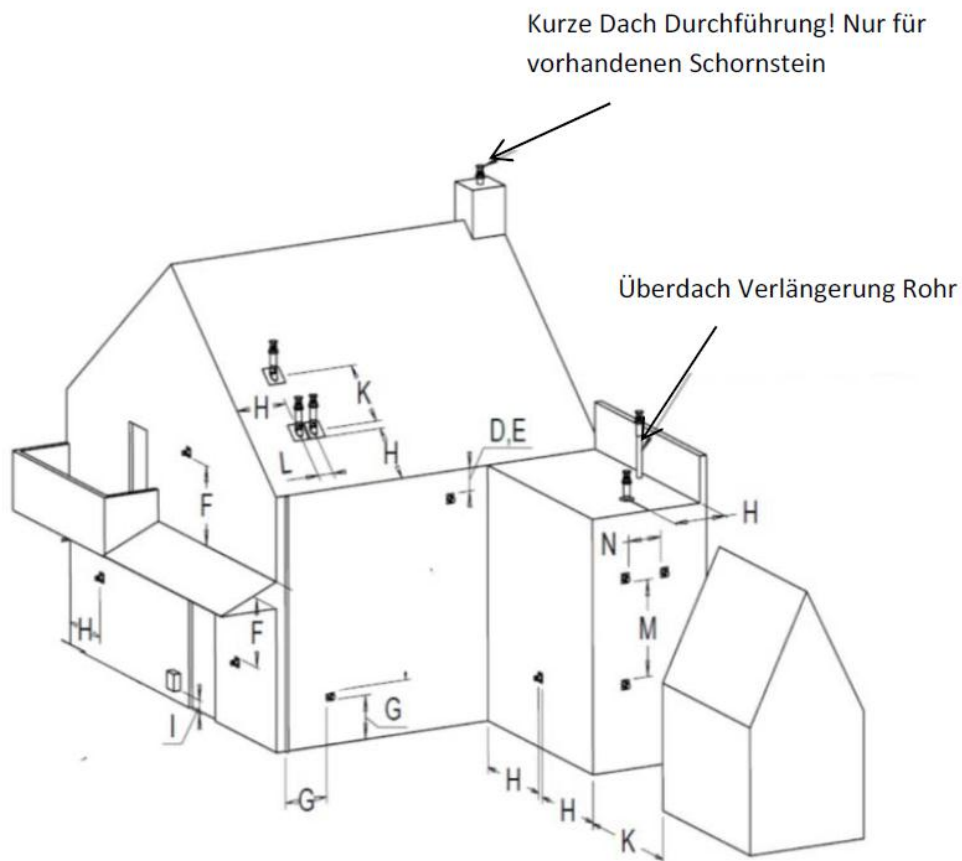 Kurze Dach Durchführung! Nur für
vorhandenen Schornstein
Überdach Verlängerung Rohr
K
H
D,E
L
H
F
H
N
F
M
H
G
I
G
H
H
K